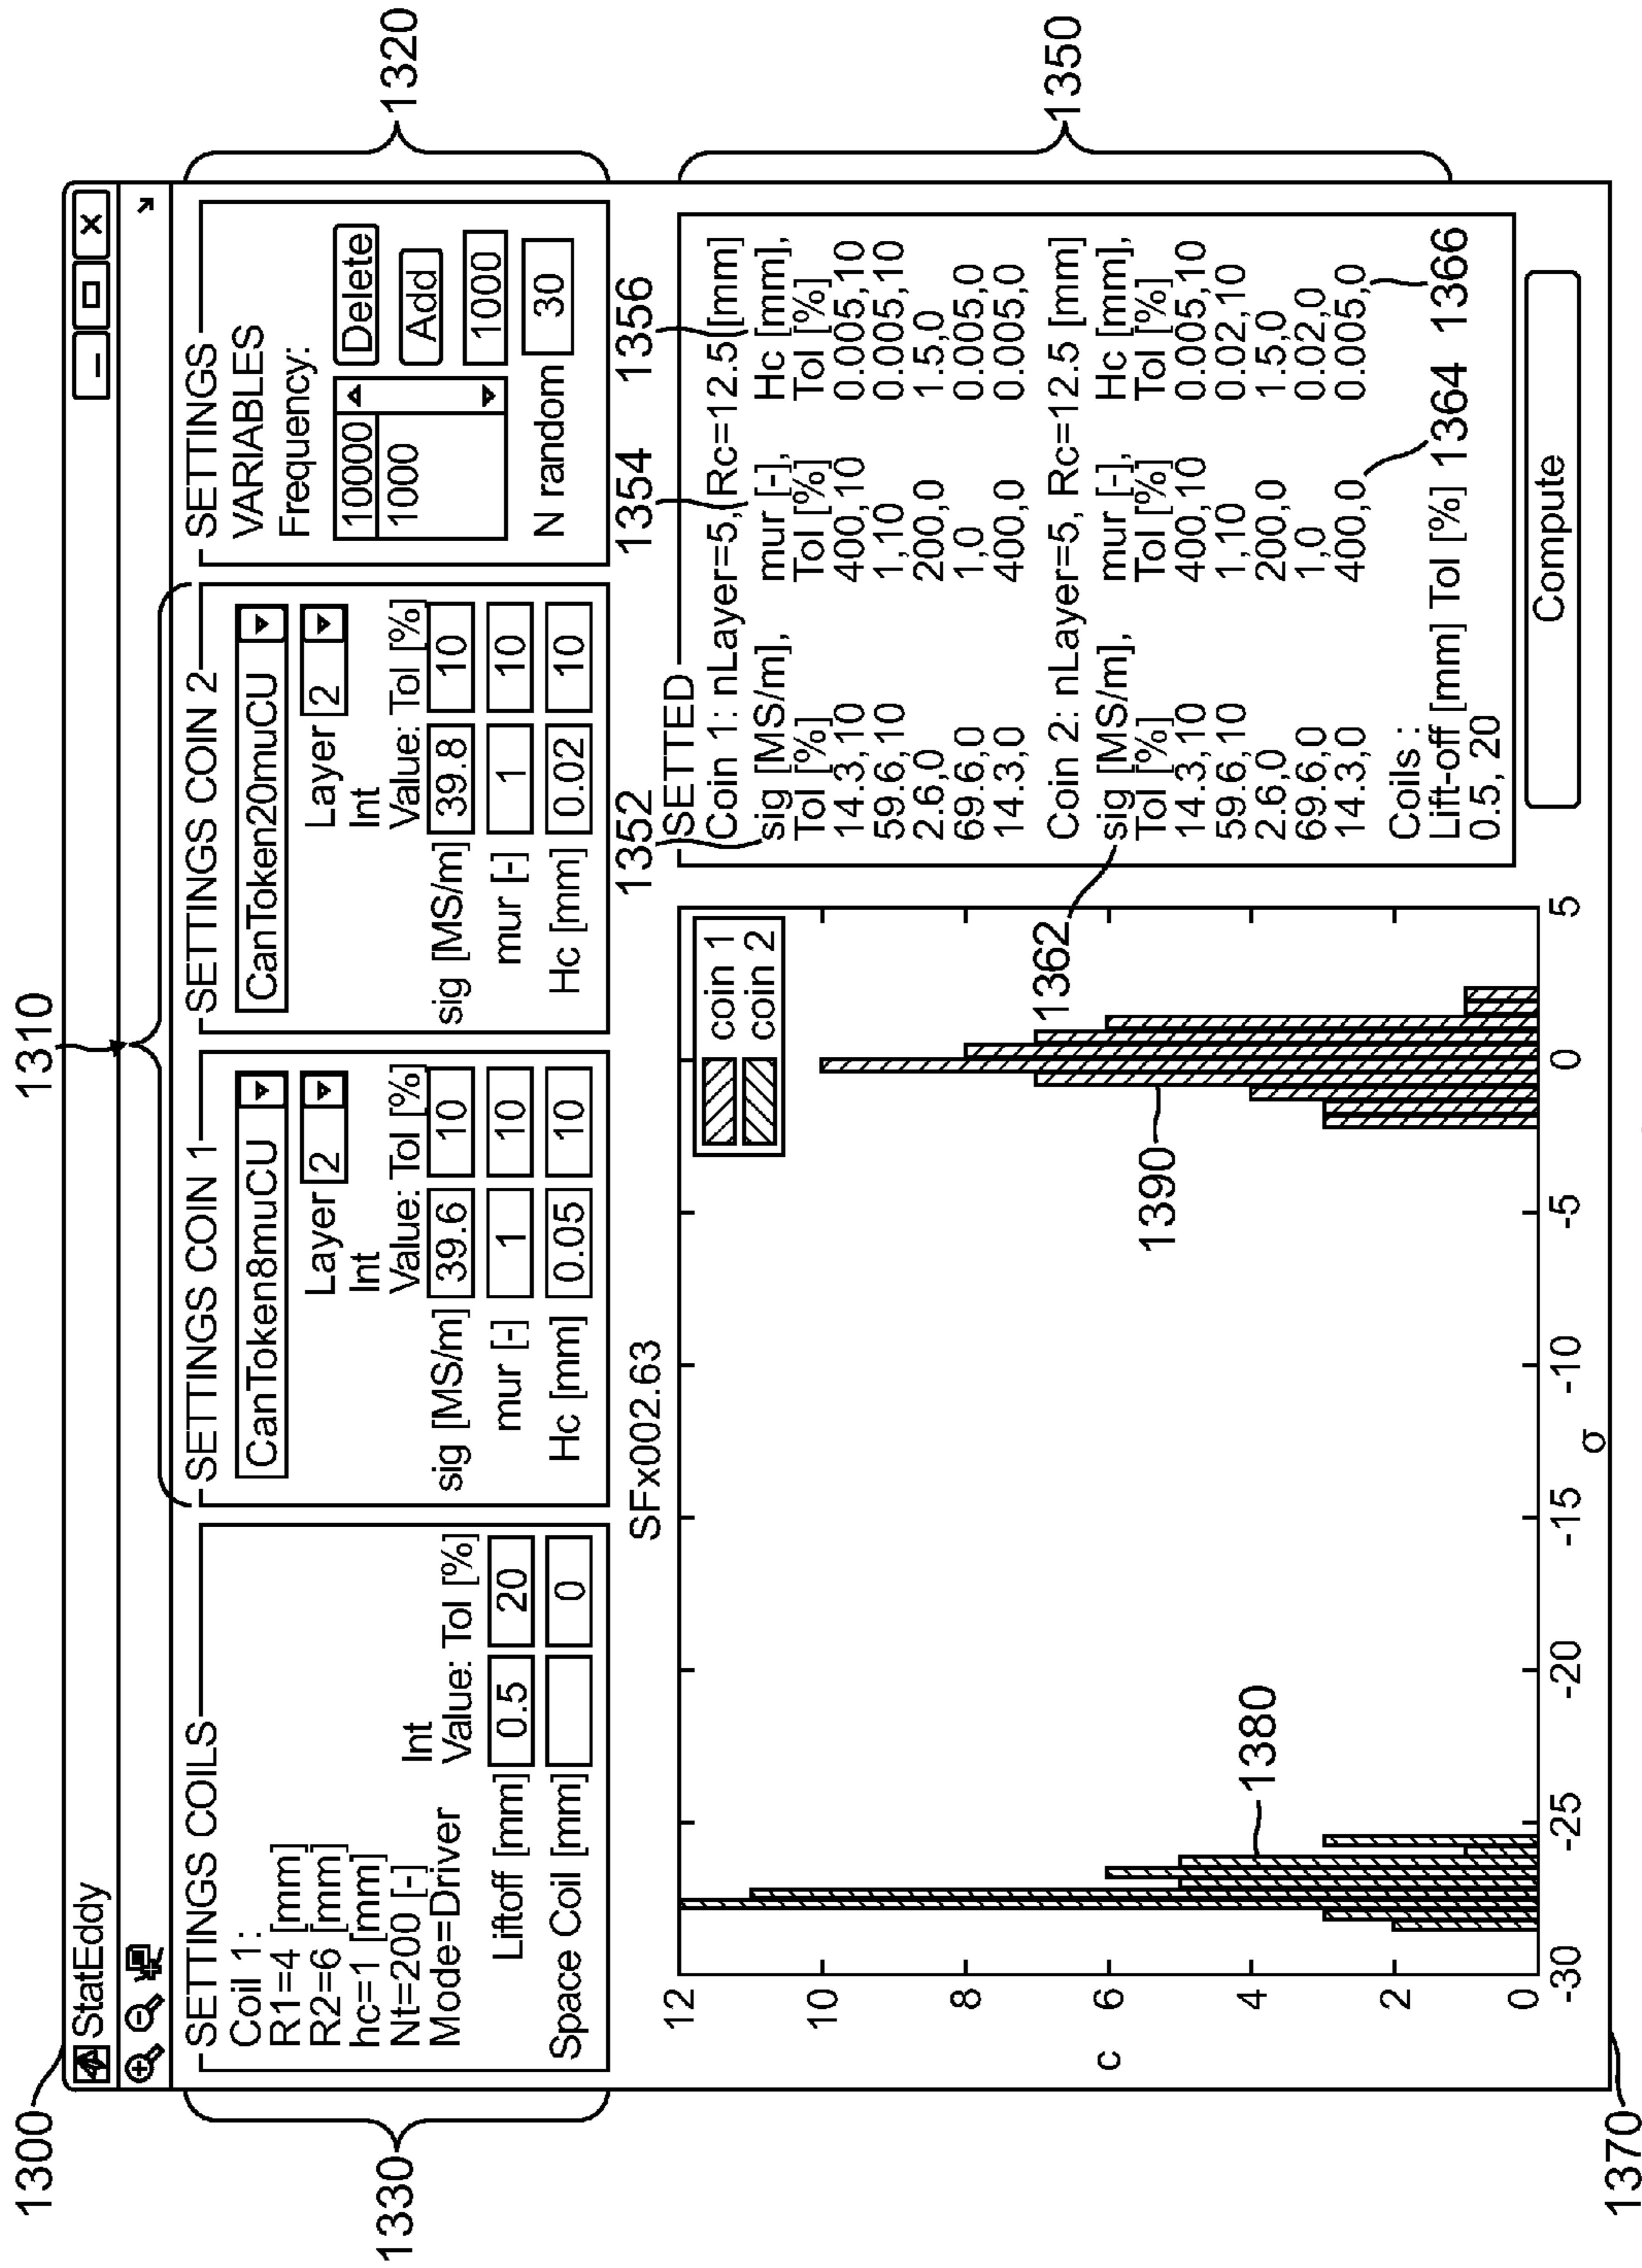 1300
1310
StatEddy
SETTINGS COILS
Coil 1:
R1=4 [mm]
R2=6 [mm]
hc=1 [mm]
Nt=200 [-]
Mode=Driver
Int
Value: Tol [%]
Liftoff [mm] 0.5 20
Space Coil [mm] 0
1330
SETTINGS COIN 1
CanToken8muCU
Layer 2
Int
Value: Tol [%]
sig [MS/m] 39.6 10
mur [-] 1 10
Hc [mm] 0.05 10
SETTINGS COIN 2
CanToken20muCU
Layer 2
Int
Value: Tol [%]
sig [MS/m] 39.8 10
mur [-] 1 10
Hc [mm] 0.02 10
SETTINGS
VARIABLES
Frequency:
10000 Delete
1000 Add
1000
N random 30
1320
SFx002.63
12
10
8
6
4
2
0
c
-30 -25 -20 -15 -10 -5 0 5
σ
coin 1
coin 2
1380
1390
1370
1352 1354 1356
SETTED
Coin 1: nLayer=5, Rc=12.5 [mm]
sig [MS/m], mur [-], Hc [mm],
Tol [%] Tol [%] Tol [%]
14.3,10 400,10 0.005,10
59.6,10 1,10 0.005,10
2.6,0 200,0 1.5,0
69.6,0 1,0 0.005,0
14.3,0 400,0 0.005,0
Coin 2: nLayer=5, Rc=12.5 [mm]
sig [MS/m], mur [-], Hc [mm],
Tol [%] Tol [%] Tol [%]
14.3,10 400,10 0.005,10
59.6,10 1,10 0.02,10
2.6,0 200,0 1.5,0
69.6,0 1,0 0.02,0
14.3,0 400,0 0.005,0
Coils :
Lift-off [mm] Tol [%]
0.5, 20
1362
1364 1366
1350
Compute